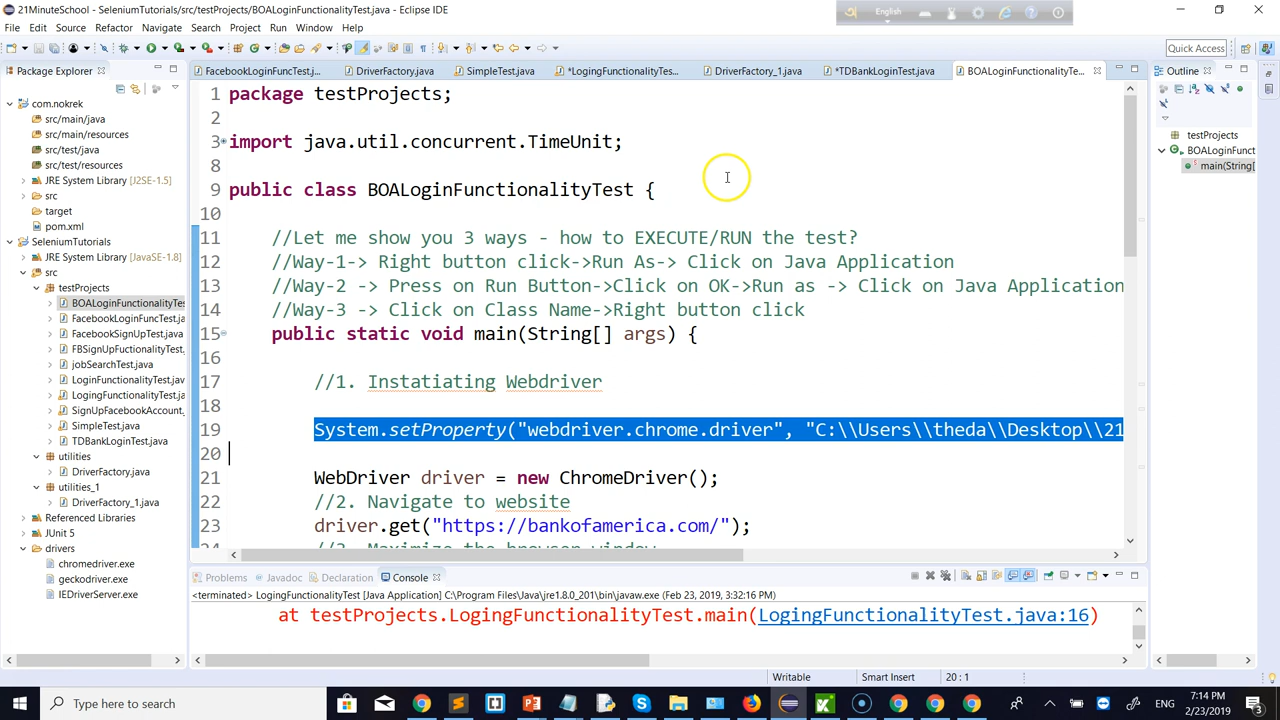 21MinuteSchool - SeleniumTutorials/src/testProjects/BOALoginFunctionalityTest.java - Eclipse IDE
English
File Edit Source Refactor Navigate Search Project Run Window Help
Quick Access
Package Explorer
FacebookLoginFuncTest.j...
DriverFactory.java
SimpleTest.java
*LogingFunctionalityTes...
DriverFactory_1.java
*TDBankLoginTest.java
BOALoginFunctionalityTe...
Outline
com.nokrek
src/main/java
src/main/resources
src/test/java
src/test/resources
JRE System Library [J2SE-1.5]
src
target
pom.xml
SeleniumTutorials
JRE System Library [JavaSE-1.8]
src
testProjects
BOALoginFunctionalityTe
FacebookLoginFuncTest.ja
FacebookSignUpTest.java
FBSignUpFuctionalityTest.
jobSearchTest.java
LoginFunctionalityTest.jav
LogingFunctionalityTest.ja
SignUpFacebookAccount.
SimpleTest.java
TDBankLoginTest.java
utilities
DriverFactory.java
utilities_1
DriverFactory_1.java
Referenced Libraries
JUnit 5
drivers
chromedriver.exe
geckodriver.exe
IEDriverServer.exe
1 package testProjects;
2
3 import java.util.concurrent.TimeUnit;
8
9 public class BOALoginFunctionalityTest {
10
11 //Let me show you 3 ways - how to EXECUTE/RUN the test?
12 //Way-1-> Right button click->Run As-> Click on Java Application
13 //Way-2 -> Press on Run Button->Click on OK->Run as -> Click on Java Application
14 //Way-3 -> Click on Class Name->Right button click
15 public static void main(String[] args) {
16
17 //1. Instatiating Webdriver
18
19 System.setProperty("webdriver.chrome.driver", "C:\\Users\\theda\\Desktop\\21
20
21 WebDriver driver = new ChromeDriver();
22 //2. Navigate to website
23 driver.get("https://bankofamerica.com/");
24 //3. Maximize the browser window
testProjects
BOALoginFunct
main(String[
Problems Javadoc Declaration Console
<terminated> LogingFunctionalityTest [Java Application] C:\Program Files\Java\jre1.8.0_201\bin\javaw.exe (Feb 23, 2019, 3:32:16 PM)
at testProjects.LogingFunctionalityTest.main(LogingFunctionalityTest.java:16)
Writable Smart Insert 20 : 1
Type here to search
ENG
7:14 PM
2/23/2019
3